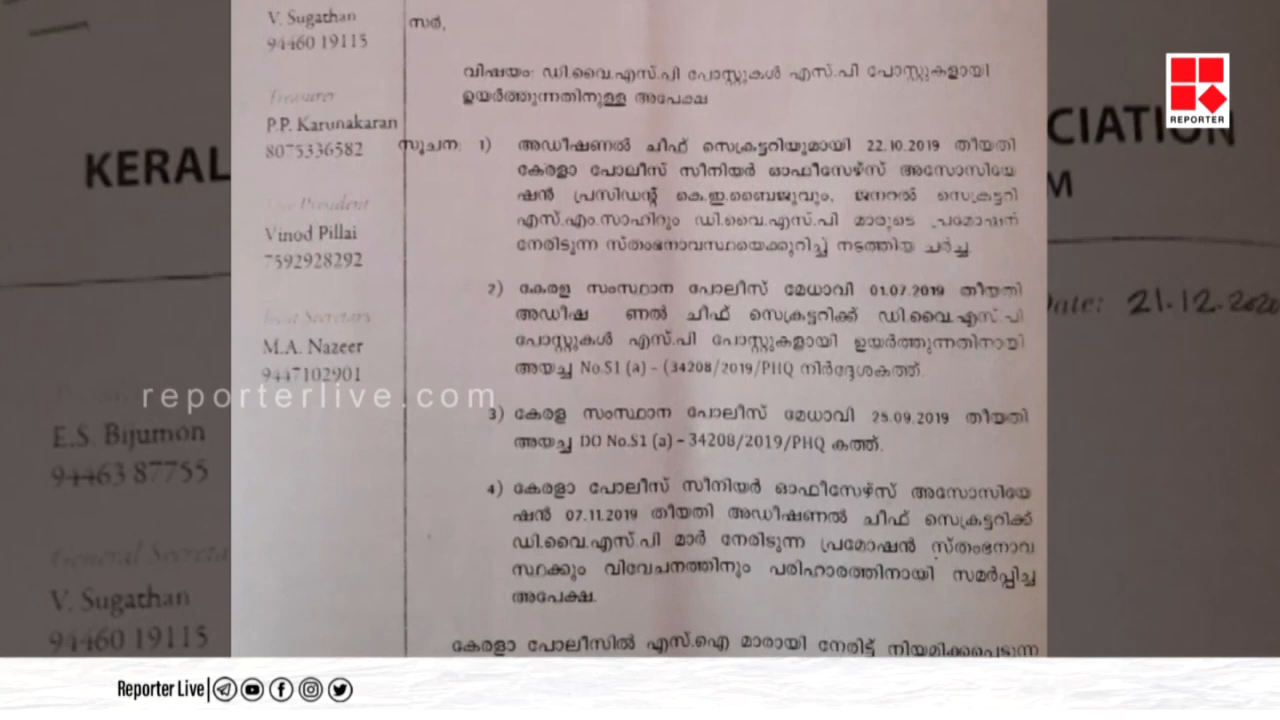 V. Sugathan
94460 19115
Treasurer
P.P. Karunakaran
8075336582
Vice President
Vinod Pillai
7592928292
M.A. Nazeer
9447102901
സർ,
വിഷയം: ഡി.വൈ.എസ്.പി പോസ്റ്റുകൾ എസ്.പി പോസ്റ്റുകളായി
ഉയർത്തുന്നതിനുള്ള അപേക്ഷ
സൂചന: 1) അഡീഷണൽ ചീഫ് സെക്രട്ടറിയുമായി 22.10.2019 തീയതി
കേരളാ പോലീസ് സീനിയർ ഓഫീസേഴ്സ് അസോസിയേ
ഷൻ പ്രസിഡന്റ് കെ.ഇ.ബൈജുവും, ജനറൽ സെക്രട്ടറി
എസ്.എം.സാഹിറും ഡി.വൈ.എസ്.പി മാരുടെ പ്രമോഷന്
നേരിടുന്ന സ്തംഭനാവസ്ഥയെക്കുറിച്ച് നടത്തിയ ചർച്ച.
2) കേരള സംസ്ഥാന പോലീസ് മേധാവി 01.07.2019 തീയതി
അഡീഷ ണൽ ചീഫ് സെക്രട്ടറിക്ക് ഡി.വൈ.എസ്.പി
പോസ്റ്റുകൾ എസ്.പി പോസ്റ്റുകളായി ഉയർത്തുന്നതിനായി
അയച്ച No.S1 (a) - (34208/2019/PHQ നിർദ്ദേശകത്ത്.
3) കേരള സംസ്ഥാന പോലീസ് മേധാവി 25.09.2019 തീയതി
അയച്ച DO No.S1 (a) - 34208/2019/PHQ കത്ത്.
4) കേരളാ പോലീസ് സീനിയർ ഓഫീസേഴ്സ് അസോസിയേ
ഷൻ 07.11.2019 തീയതി അഡീഷണൽ ചീഫ് സെക്രട്ടറിക്ക്
ഡി.വൈ.എസ്.പി മാർ നേരിടുന്ന പ്രമോഷൻ സ്തംഭനാവ
സ്ഥക്കും വിവേചനത്തിനും പരിഹാരത്തിനായി സമർപ്പിച്ച
അപേക്ഷ.
കേരളാ പോലീസിൽ എസ്.ഐ മാരായി നേരിട്ട് നിയമിക്കപ്പെടുന്ന
KERAL
CIATION
M
Date: 21.12.202
E.S. Bijumon
94463 87755
General Secreta
V. Sugathan
94460 19115
reporterlive.com
REPORTER
Reporter Live